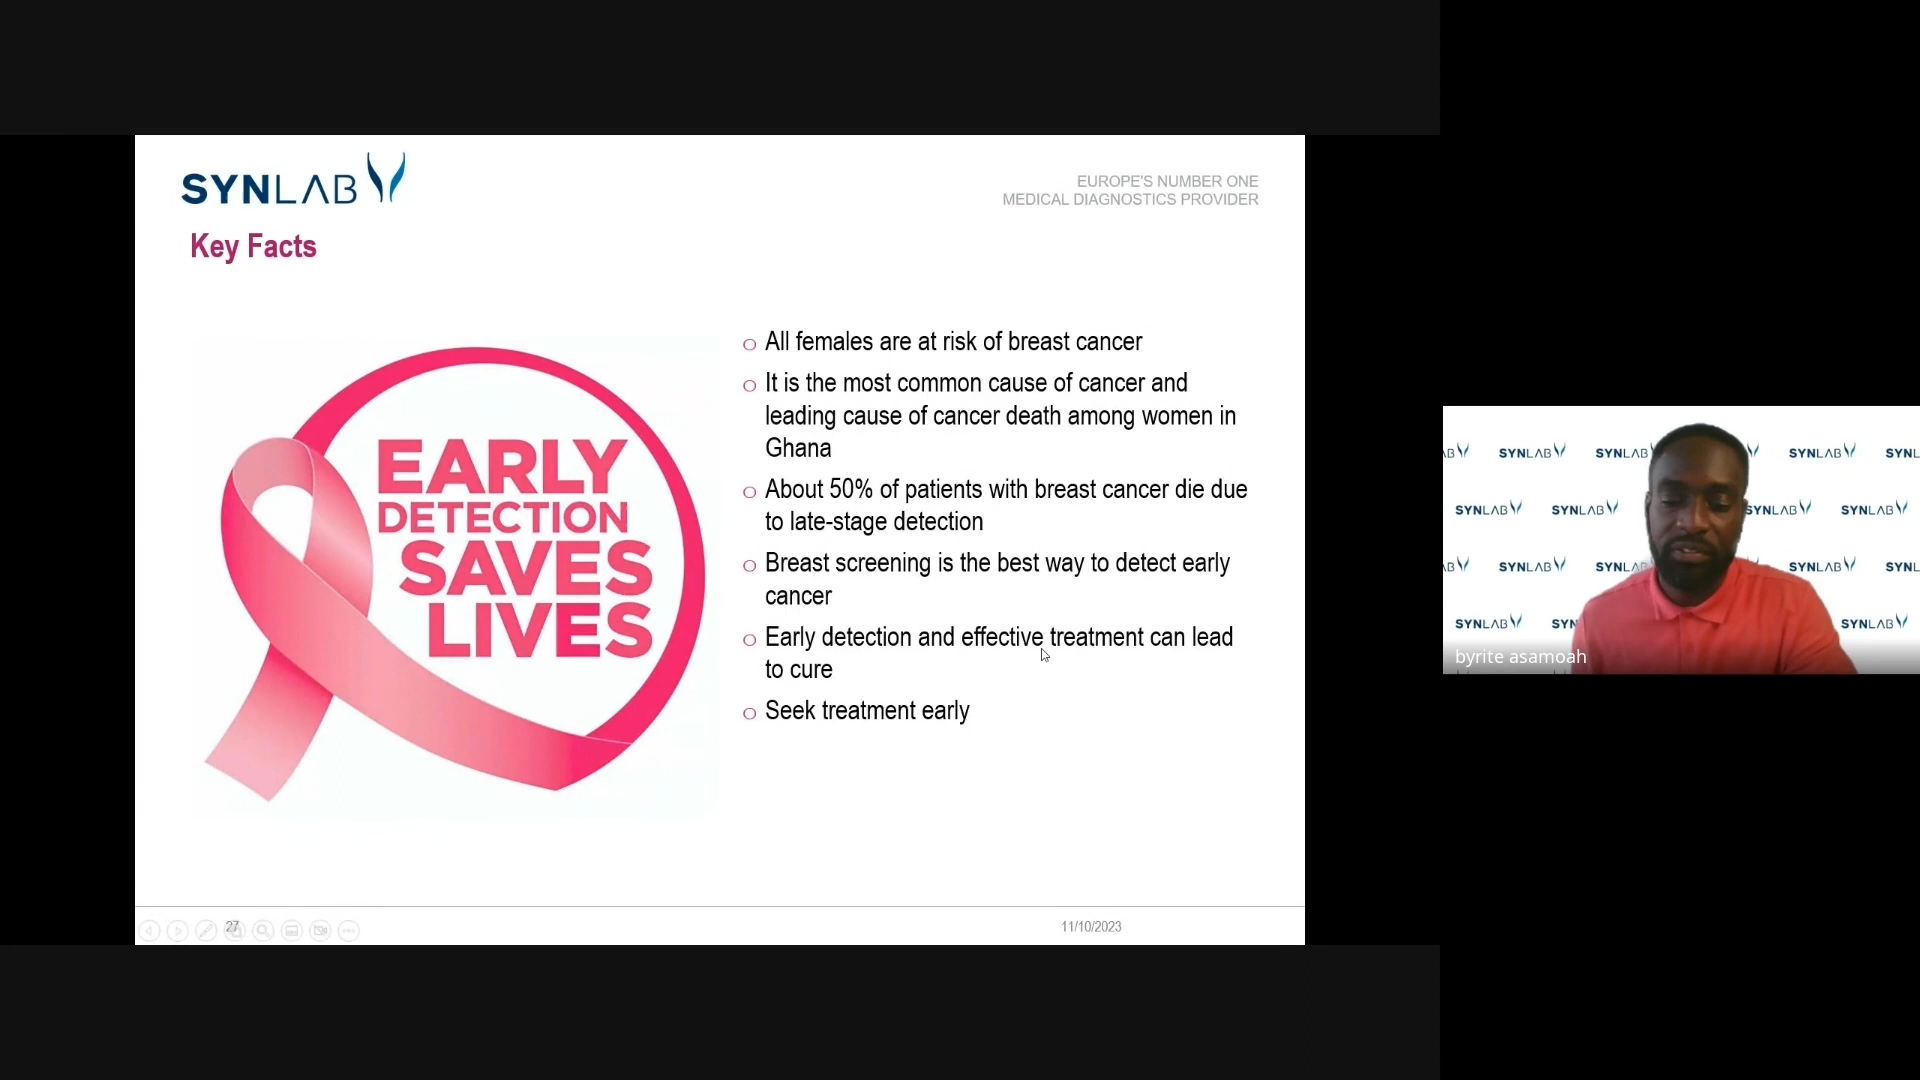 SYNLAB
EUROPE'S NUMBER ONE
MEDICAL DIAGNOSTICS PROVIDER
Key Facts
EARLY
DETECTION
SAVES
LIVES
All females are at risk of breast cancer
It is the most common cause of cancer and
leading cause of cancer death among women in
Ghana
About 50% of patients with breast cancer die due
to late-stage detection
Breast screening is the best way to detect early
cancer
Early detection and effective treatment can lead
to cure
Seek treatment early
27
11/10/2023
SYNLAB SYNLAB SYNLAB
SYNLAB SYNLAB SYNLAB SYNLAB
SYNLAB SYNLAB
SYNLAB SYNLAB
byrite asamoah